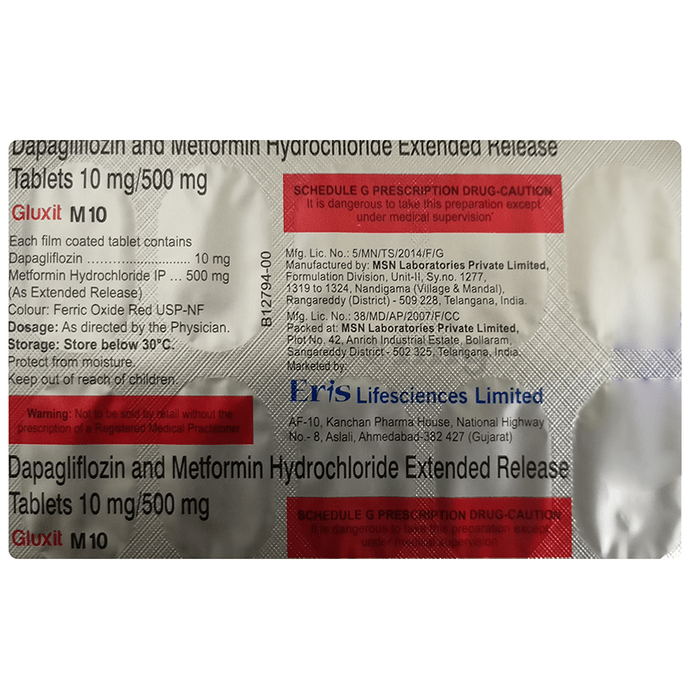 Dapagliflozin and Metformin Hydrochloride Extended Release
Tablets 10 mg/500 mg
Gluxit M 10
Each film coated tablet contains
Dapagliflozin ............................ 10 mg
Metformin Hydrochloride IP ... 500 mg
(As Extended Release)
Colour: Ferric Oxide Red USP-NF
Dosage: As directed by the Physician.
Storage: Store below 30°C.
Protect from moisture.
Keep out of reach of children.
Warning: Not to be sold by retail without the
prescription of a Registered Medical Practitioner.
B12794-00
SCHEDULE G PRESCRIPTION DRUG-CAUTION
It is dangerous to take this preparation except
under medical supervision
Mfg. Lic. No.: 5/MN/TS/2014/F/G
Manufactured by: MSN Laboratories Private Limited,
Formulation Division, Unit-II, Sy.no. 1277,
1319 to 1324, Nandigama (Village & Mandal),
Rangareddy (District) - 509 228, Telangana, India.
Mfg. Lic. No.: 38/MD/AP/2007/F/CC
Packed at: MSN Laboratories Private Limited,
Plot No. 42, Anrich Industrial Estate, Bollaram,
Sangareddy District - 502 325, Telangana, India.
Marketed by:
Eris Lifesciences Limited
AF-10, Kanchan Pharma House, National Highway
No.- 8, Aslali, Ahmedabad-382 427 (Gujarat)
Dapagliflozin and Metformin Hydrochloride Extended Release
Tablets 10 mg/500 mg
Gluxit M 10
SCHEDULE G PRESCRIPTION DRUG-CAUTION
It is dangerous to take this preparation except
under medical supervision